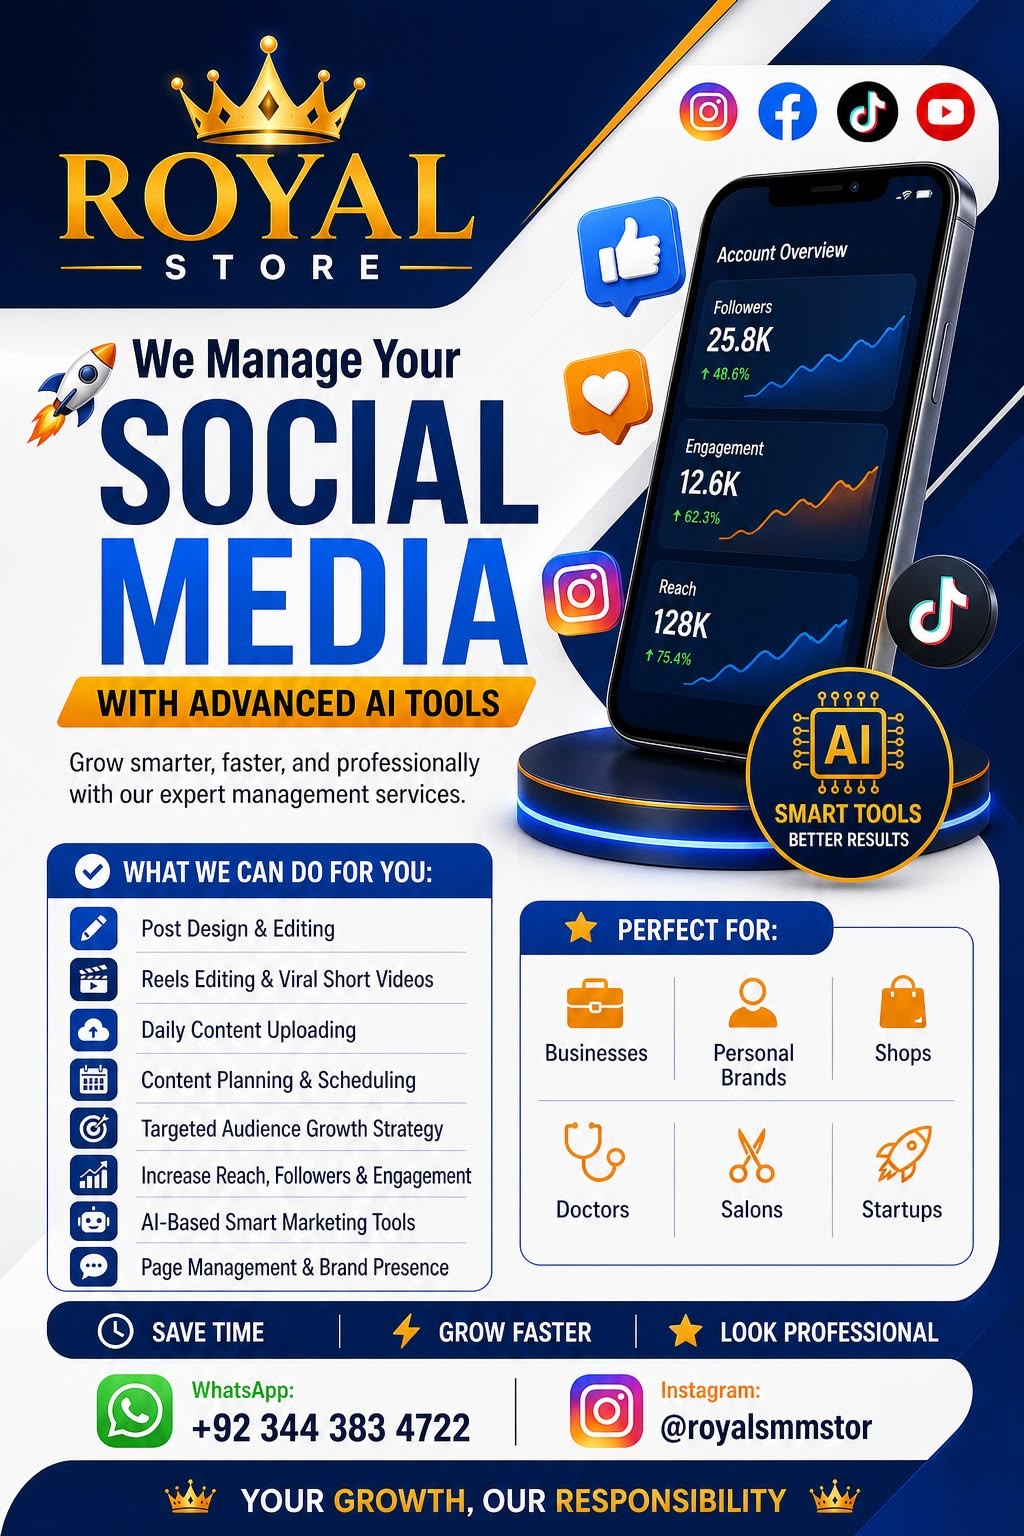 ROYAL
STORE
We Manage Your
SOCIAL
MEDIA
WITH ADVANCED AI TOOLS
Grow smarter, faster, and professionally
with our expert management services.
Account Overview
Followers
25.8K
↑ 48.6%
Engagement
12.6K
↑ 62.3%
Reach
128K
↑ 75.4%
AI
SMART TOOLS
BETTER RESULTS
WHAT WE CAN DO FOR YOU:
Post Design & Editing
Reels Editing & Viral Short Videos
Daily Content Uploading
Content Planning & Scheduling
Targeted Audience Growth Strategy
Increase Reach, Followers & Engagement
AI-Based Smart Marketing Tools
Page Management & Brand Presence
PERFECT FOR:
Businesses
Personal
Brands
Shops
Doctors
Salons
Startups
SAVE TIME
GROW FASTER
LOOK PROFESSIONAL
WhatsApp:
+92 344 383 4722
Instagram:
@royalsmmstor
YOUR GROWTH, OUR RESPONSIBILITY